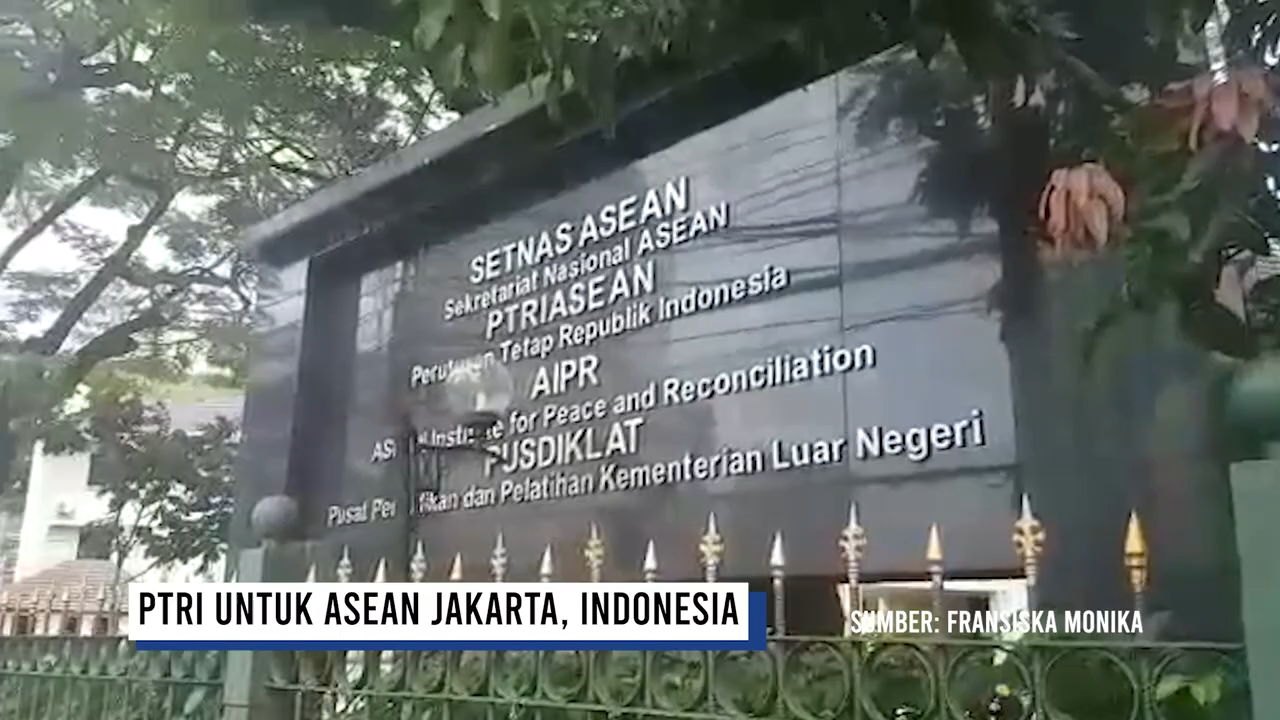 SETNAS ASEAN
Sekretariat Nasional ASEAN
PTRIASEAN
Perutusan Tetap Republik Indonesia
AIPR
for Peace and Reconciliation
PUSDIKLAT
Pusat dan Pelatihan Kementerian Luar Negeri
PTRI UNTUK ASEAN JAKARTA, INDONESIA
SUMBER: FRANSISKA MONIKA